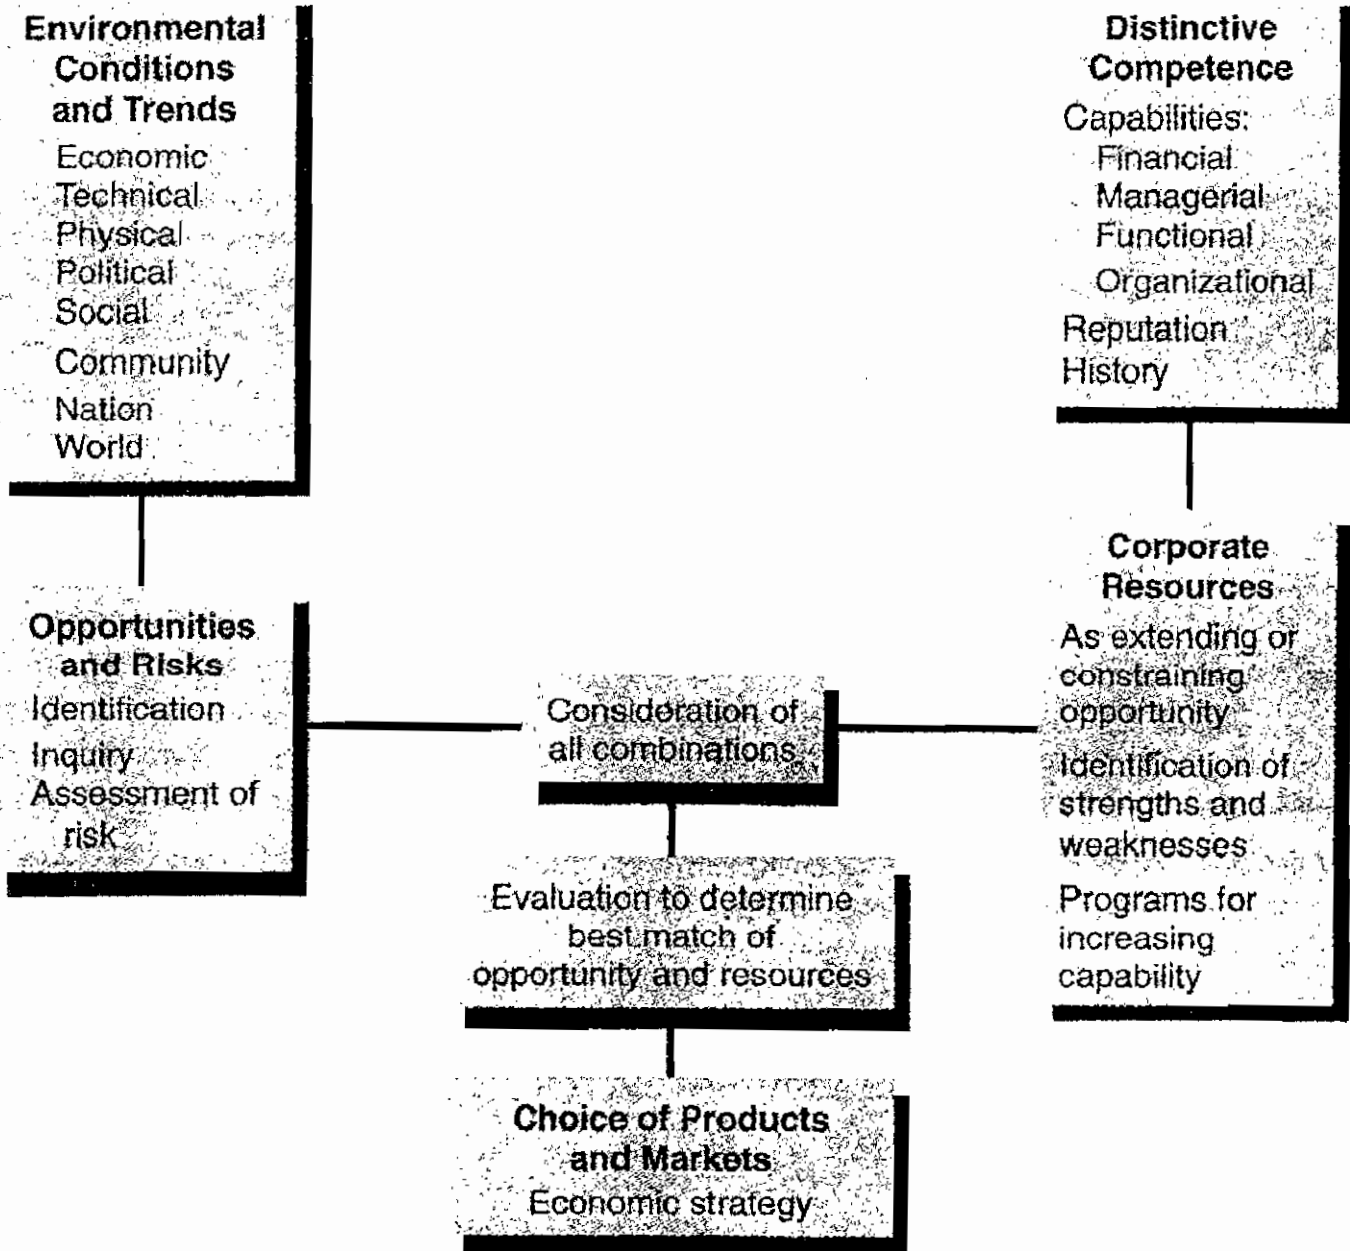 Environmental
Conditions
and Trends
Economic
Technical
Physical
Political
Social
Community
Nation
World
Opportunities
and Risks
Identification
Inquiry
Assessment of
risk
Consideration of
all combinations
Evaluation to determine
best match of
opportunity and resources
Choice of Products
and Markets
Economic strategy
Distinctive
Competence
Capabilities:
Financial
Managerial
Functional
Organizational
Reputation
History
Corporate
Resources
As extending or
constraining
opportunity
Identification of
strengths and
weaknesses
Programs for
increasing
capability